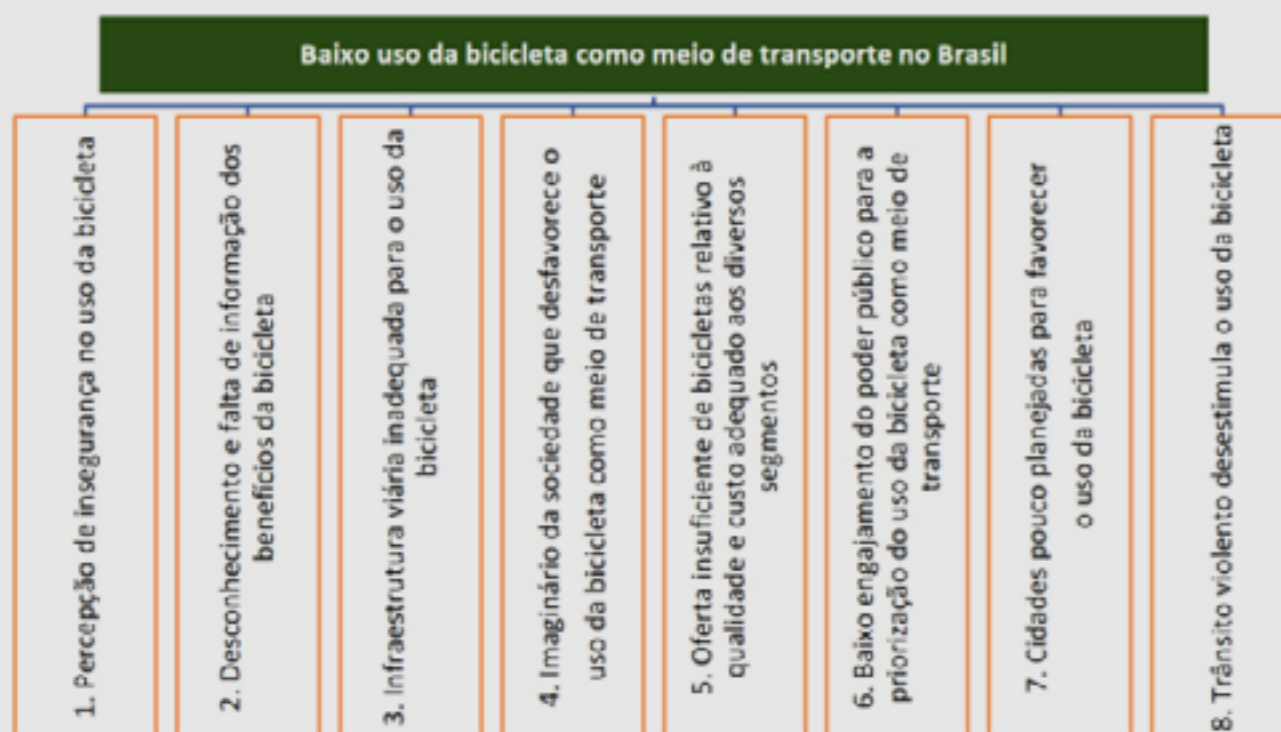 Baixo uso da bicicleta como meio de transporte no Brasil
1. Percepção de insegurança no uso da bicicleta
2. Desconhecimento e falta de informação dos
benefícios da bicicleta
3. Infraestrutura viária inadequada para o uso da
bicicleta
4. Imaginário da sociedade que desfavorece o
uso da bicicleta como meio de transporte
5. Oferta insuficiente de bicicletas relativo à
qualidade e custo adequado aos diversos
segmentos
6. Baixo engajamento do poder público para a
priorização do uso da bicicleta como meio de
transporte
7. Cidades pouco planejadas para favorecer
o uso da bicicleta
8. Trânsito violento desestimula o uso da bicicleta